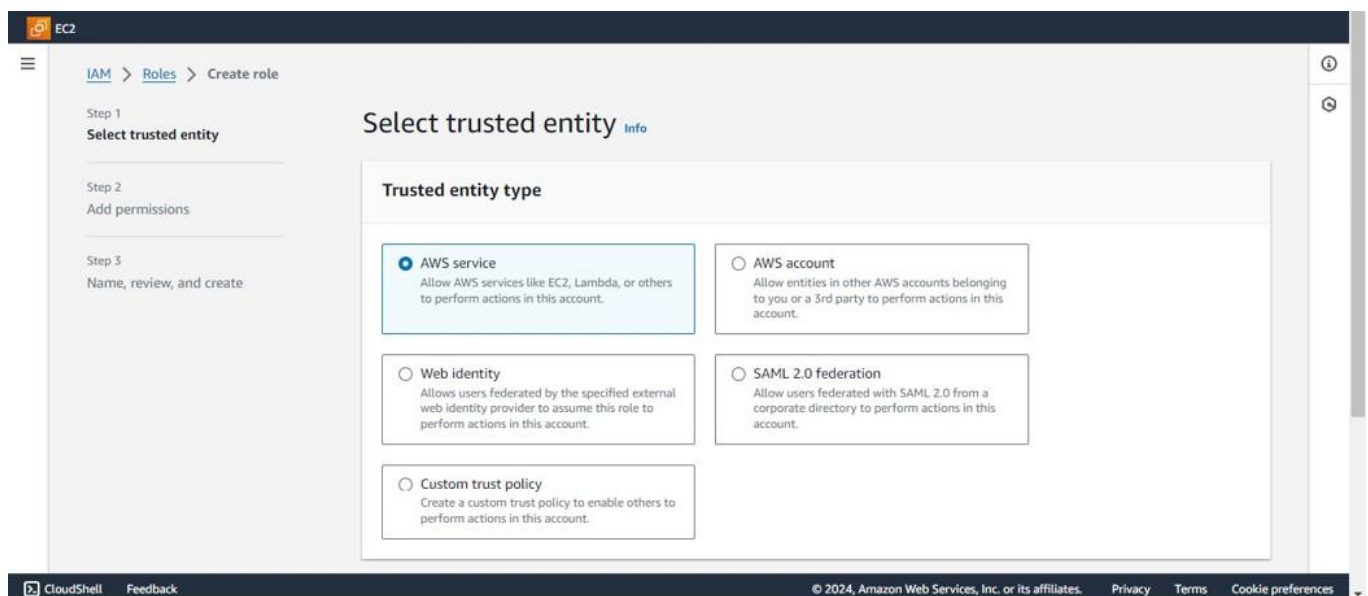 EC2
IAM > Roles > Create role
Step 1
Select trusted entity
Step 2
Add permissions
Step 3
Name, review, and create
Select trusted entity Info
Trusted entity type
AWS service
Allow AWS services like EC2, Lambda, or others
to perform actions in this account.
AWS account
Allow entities in other AWS accounts belonging
to you or a 3rd party to perform actions in this
account.
Web identity
Allows users federated by the specified external
web identity provider to assume this role to
perform actions in this account.
SAML 2.0 federation
Allow users federated with SAML 2.0 from a
corporate directory to perform actions in this
account.
Custom trust policy
Create a custom trust policy to enable others to
perform actions in this account.
CloudShell Feedback © 2024, Amazon Web Services, Inc. or its affiliates. Privacy Terms Cookie preferences